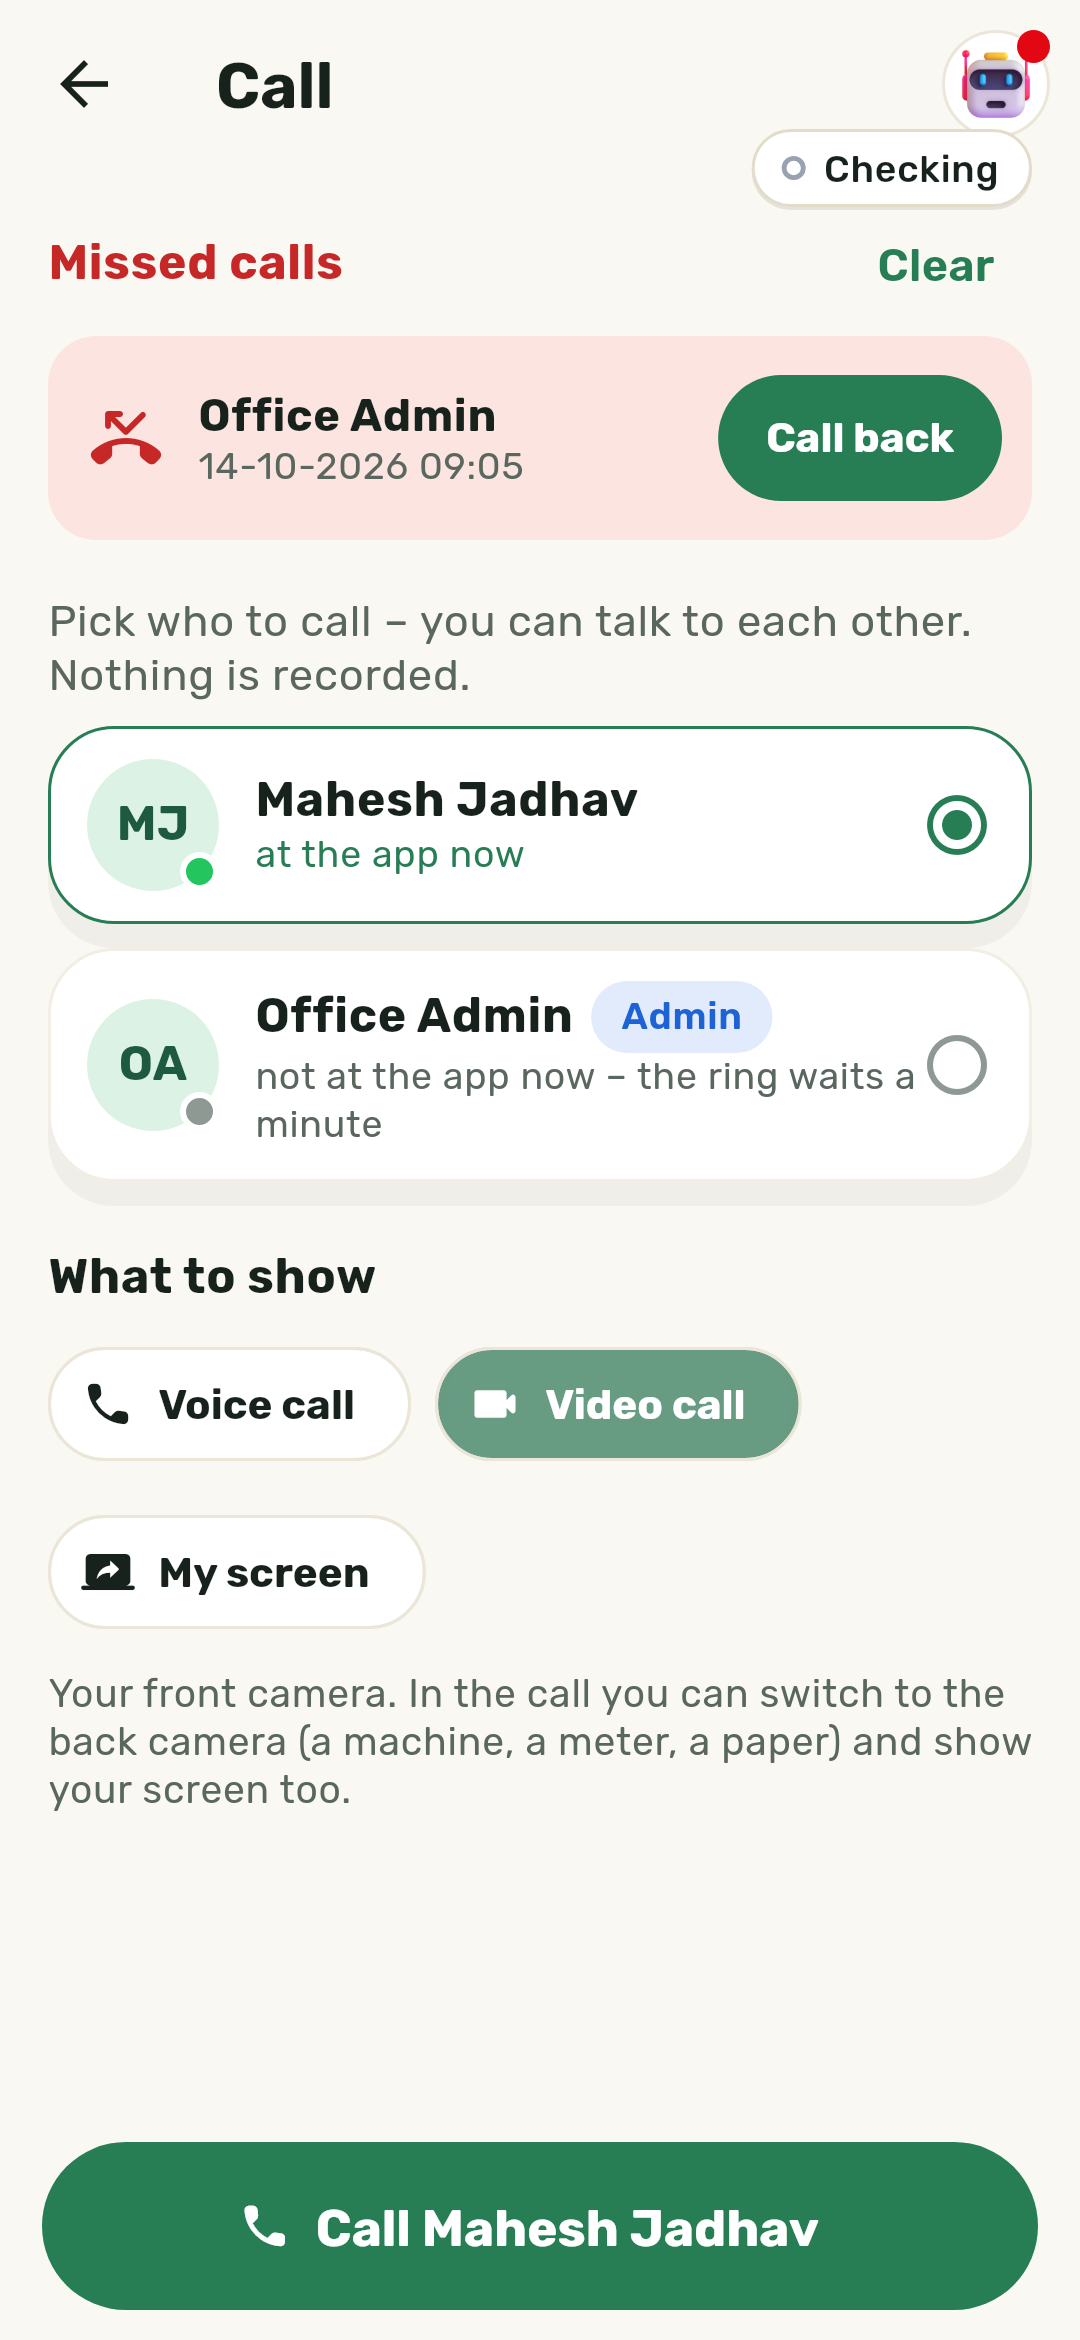 Call
Checking
Missed calls
Clear
Office Admin
14-10-2026 09:05
Call back
Pick who to call – you can talk to each other.
Nothing is recorded.
MJ
Mahesh Jadhav
at the app now
OA
Office Admin
Admin
not at the app now – the ring waits a
minute
What to show
Voice call
Video call
My screen
Your front camera. In the call you can switch to the
back camera (a machine, a meter, a paper) and show
your screen too.
Call Mahesh Jadhav